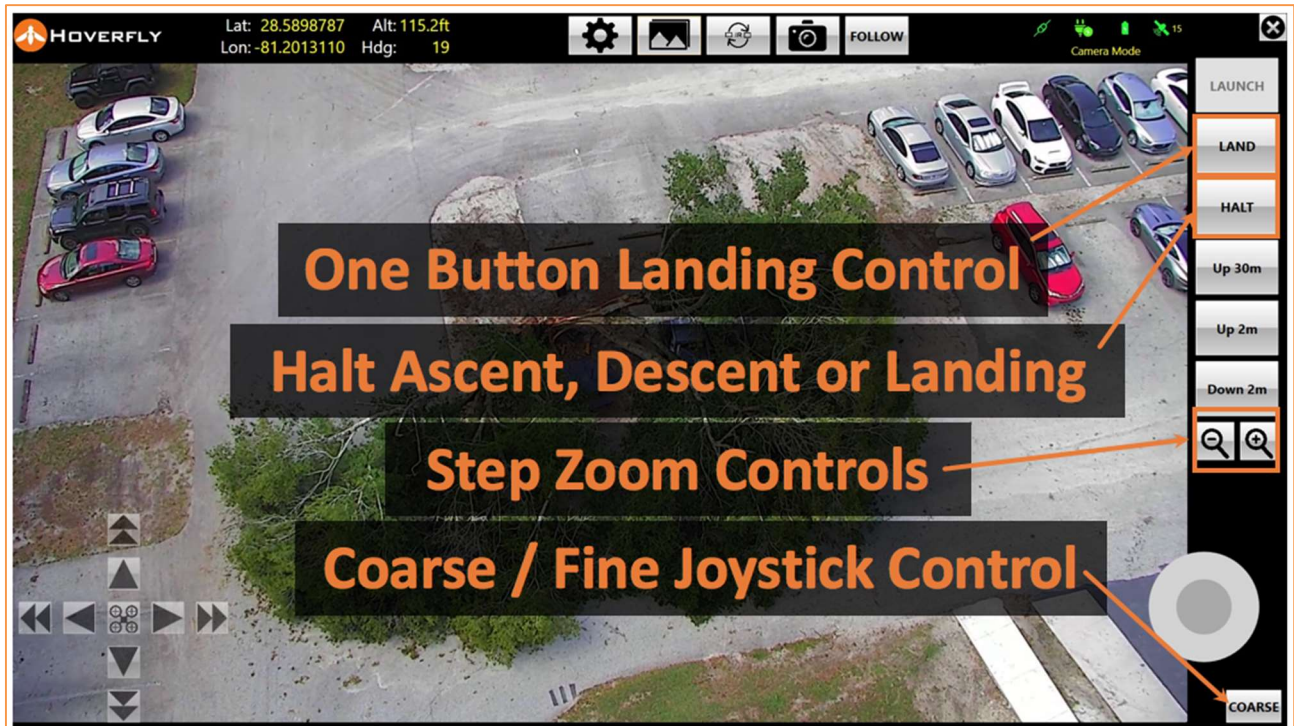 HOVERFLY
Lat: 28.5898787 Alt: 115.2ft
Lon: -81.2013110 Hdg: 19
IR
FOLLOW
15
Camera Mode
LAUNCH
LAND
HALT
Up 30m
Up 2m
Down 2m
One Button Landing Control
Halt Ascent, Descent or Landing
Step Zoom Controls
Coarse / Fine Joystick Control
COARSE